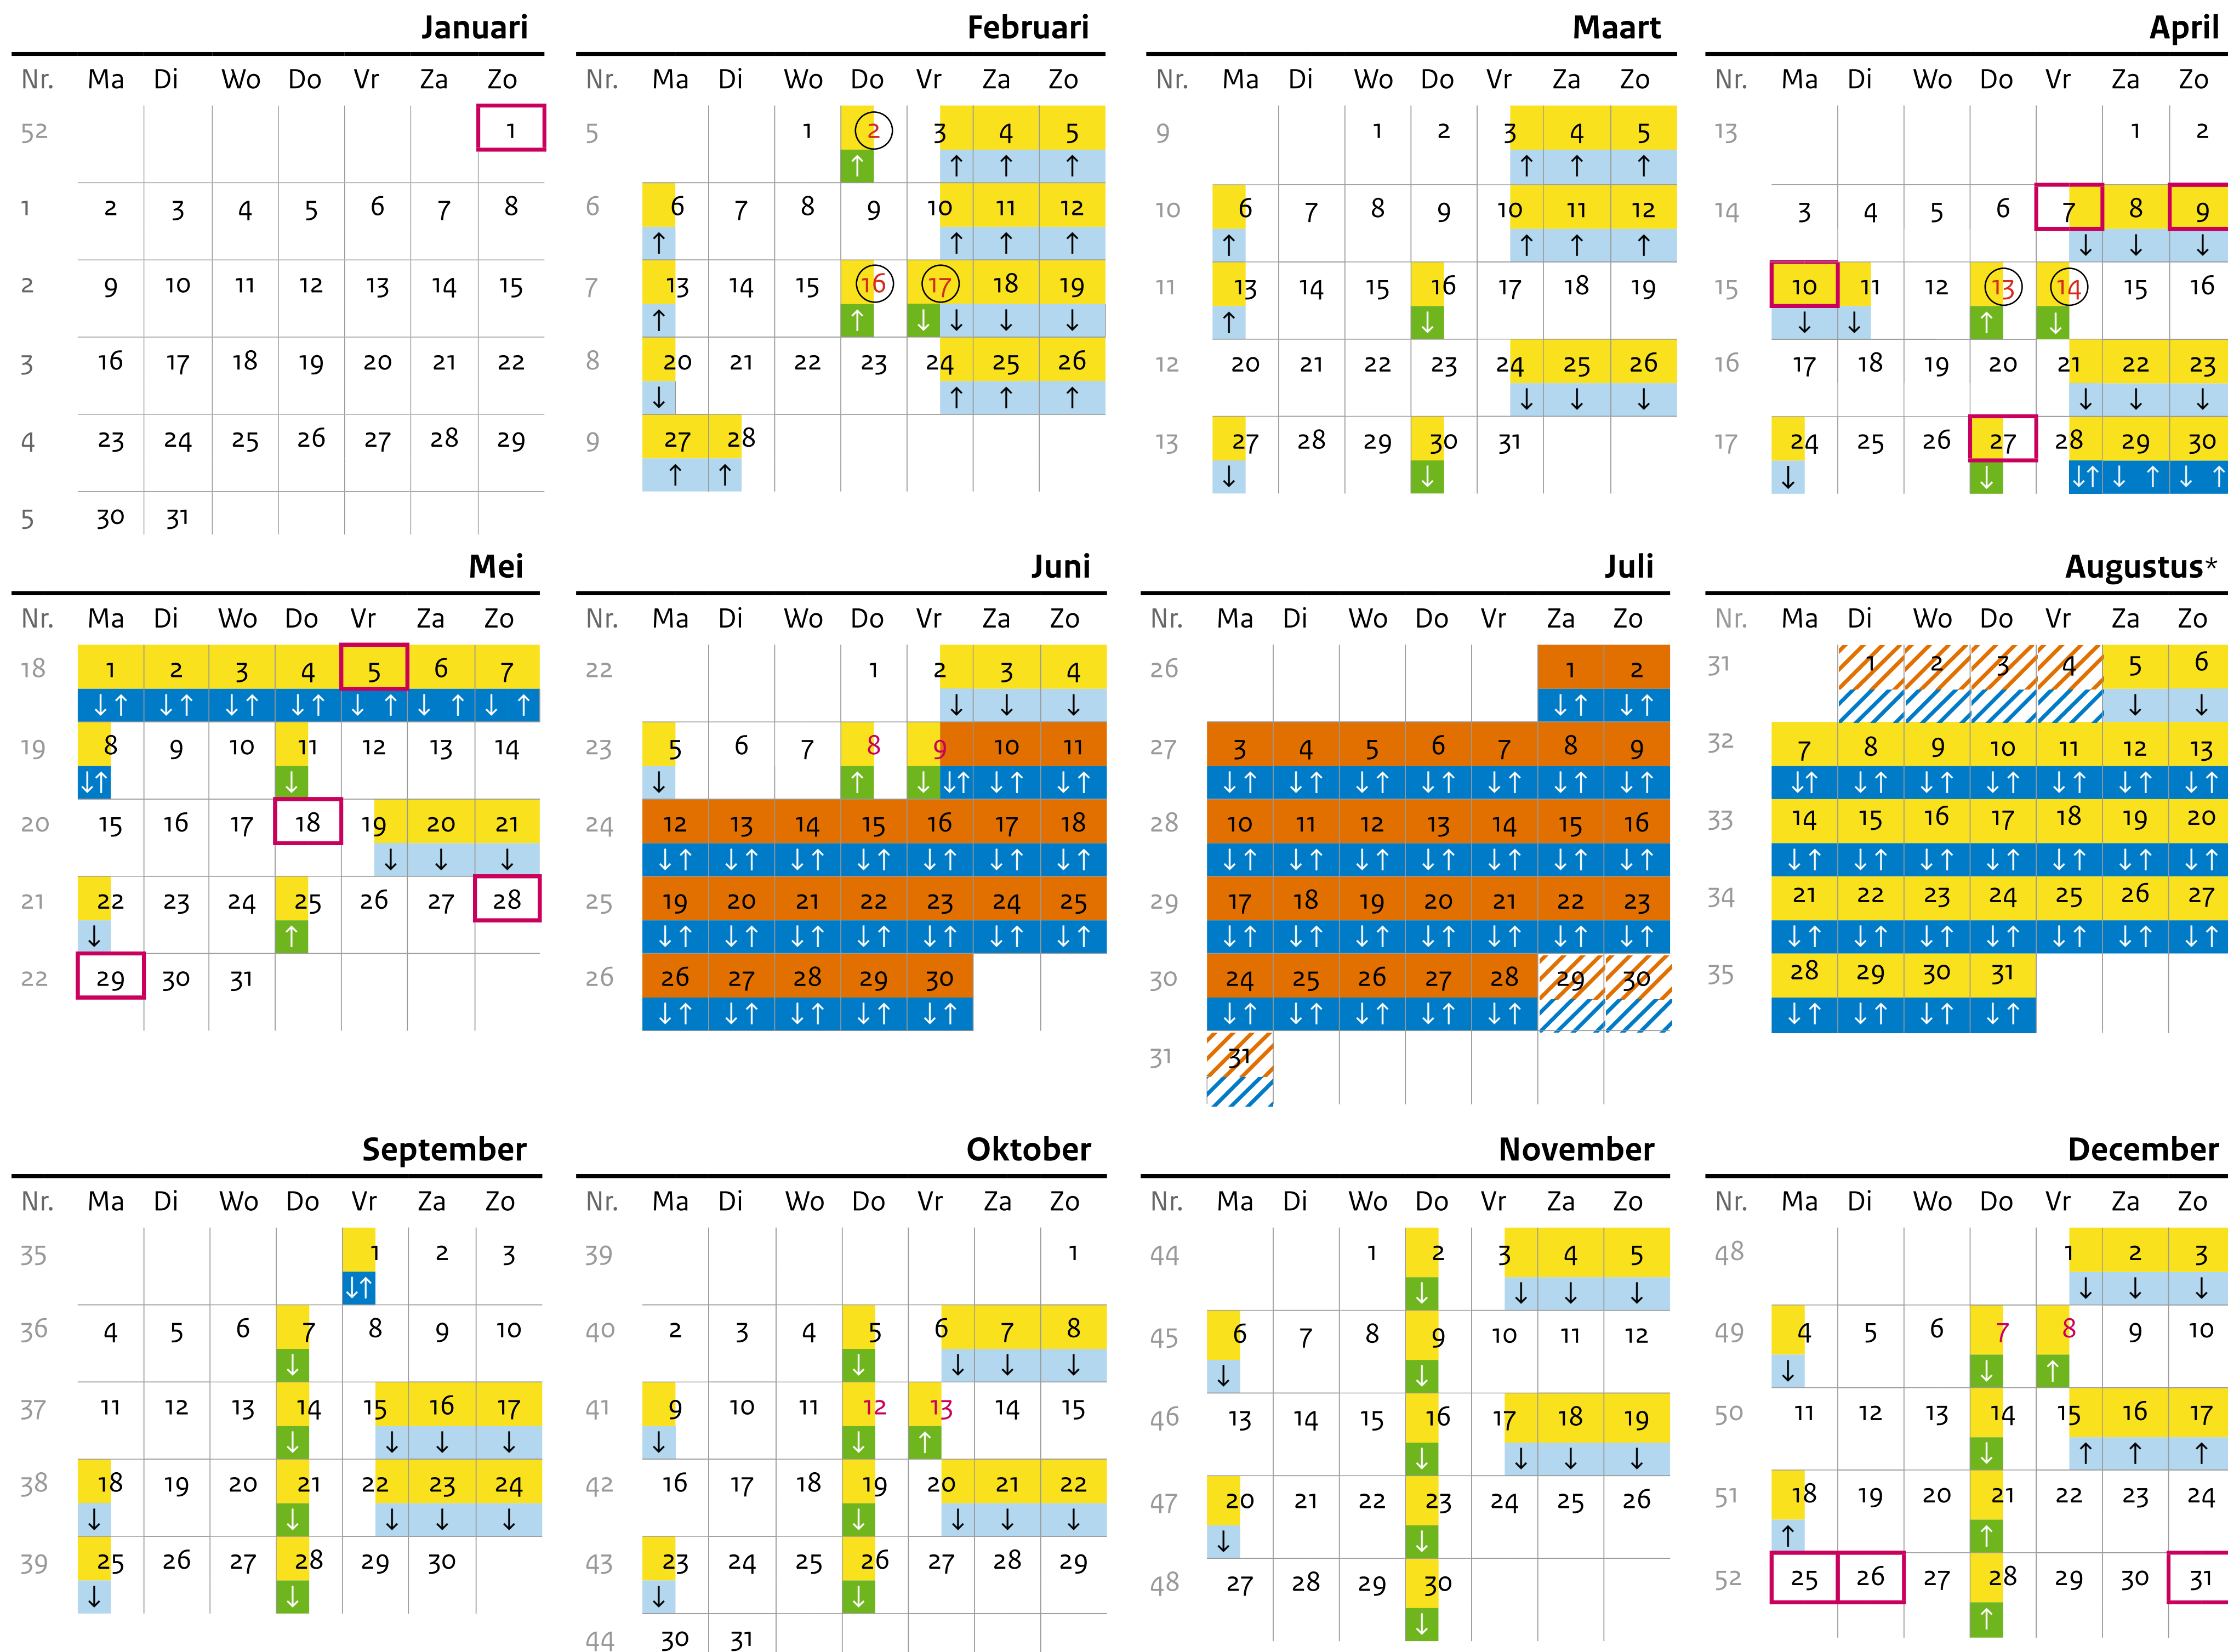 Januari Februari Maart April
Nr. Ma Di Wo Do Vr Za Zo Nr. Ma Di Wo Do Vr Za Zo Nr. Ma Di Wo Do Vr Za Zo Nr. Ma Di Wo Do Vr Za Zo
52 1 5 1 2 3 4 5 9 1 2 3 4 5 13 1 2
↑ ↑ ↑ ↑ ↑ ↑ ↑
1 2 3 4 5 6 7 8 6 6 7 8 9 10 11 12 10 6 7 8 9 10 11 12 14 3 4 5 6 7 8 9
↑ ↑ ↑ ↑ ↑ ↑ ↑ ↑ ↓ ↓ ↓
2 9 10 11 12 13 14 15 7 13 14 15 16 17 18 19 11 13 14 15 16 17 18 19 15 10 11 12 13 14 15 16
↑ ↑ ↓ ↓ ↓ ↓ ↑ ↓ ↓ ↓ ↑ ↓
3 16 17 18 19 20 21 22 8 20 21 22 23 24 25 26 12 20 21 22 23 24 25 26 16 17 18 19 20 21 22 23
↓ ↑ ↑ ↑ ↓ ↓ ↓ ↓ ↓ ↓
4 23 24 25 26 27 28 29 9 27 28 13 27 28 29 30 31 17 24 25 26 27 28 29 30
↑ ↑ ↓ ↓ ↓ ↓ ↓↑ ↓ ↑ ↓ ↑
5 30 31
Mei Juni Juli Augustus*
Nr. Ma Di Wo Do Vr Za Zo Nr. Ma Di Wo Do Vr Za Zo Nr. Ma Di Wo Do Vr Za Zo Nr. Ma Di Wo Do Vr Za Zo
18 1 2 3 4 5 6 7 22 1 2 3 4 26 1 2 31 1 2 3 4 5 6
↓↑ ↓↑ ↓↑ ↓↑ ↓ ↑ ↓ ↑ ↓ ↑ ↓ ↓ ↓ ↓↑ ↓↑ ↓ ↓
19 8 9 10 11 12 13 14 23 5 6 7 8 9 10 11 27 3 4 5 6 7 8 9 32 7 8 9 10 11 12 13
↓↑ ↓ ↓ ↑ ↓ ↓↑ ↓↑ ↓↑ ↓↑ ↓↑ ↓↑ ↓↑ ↓↑ ↓↑ ↓↑ ↓↑ ↓↑ ↓↑ ↓↑ ↓↑ ↓↑ ↓↑
20 15 16 17 18 19 20 21 24 12 13 14 15 16 17 18 28 10 11 12 13 14 15 16 33 14 15 16 17 18 19 20
↓ ↓ ↓ ↓↑ ↓↑ ↓↑ ↓↑ ↓↑ ↓↑ ↓↑ ↓↑ ↓↑ ↓↑ ↓↑ ↓↑ ↓↑ ↓↑ ↓↑ ↓↑ ↓↑ ↓↑ ↓↑ ↓↑ ↓↑
21 22 23 24 25 26 27 28 25 19 20 21 22 23 24 25 29 17 18 19 20 21 22 23 34 21 22 23 24 25 26 27
↓ ↑ ↓↑ ↓↑ ↓↑ ↓↑ ↓↑ ↓↑ ↓↑ ↓↑ ↓↑ ↓↑ ↓↑ ↓↑ ↓↑ ↓↑ ↓↑ ↓↑ ↓↑ ↓↑ ↓↑ ↓↑ ↓↑
22 29 30 31 26 26 27 28 29 30 30 24 25 26 27 28 29 30 35 28 29 30 31
↓↑ ↓↑ ↓↑ ↓↑ ↓↑ ↓↑ ↓↑ ↓↑ ↓↑ ↓↑ ↓↑ ↓↑ ↓↑ ↓↑
31 31
September Oktober November December
Nr. Ma Di Wo Do Vr Za Zo Nr. Ma Di Wo Do Vr Za Zo Nr. Ma Di Wo Do Vr Za Zo Nr. Ma Di Wo Do Vr Za Zo
35 1 2 3 39 1 44 1 2 3 4 5 48 1 2 3
↓↑ ↓ ↓ ↓ ↓ ↓ ↓ ↓
36 4 5 6 7 8 9 10 40 2 3 4 5 6 7 8 45 6 7 8 9 10 11 12 49 4 5 6 7 8 9 10
↓ ↓ ↓ ↓ ↓ ↓ ↓ ↓ ↓ ↑
37 11 12 13 14 15 16 17 41 9 10 11 12 13 14 15 46 13 14 15 16 17 18 19 50 11 12 13 14 15 16 17
↓ ↓ ↓ ↓ ↓ ↓ ↑ ↓ ↓ ↓ ↓ ↓ ↑ ↑ ↑
38 18 19 20 21 22 23 24 42 16 17 18 19 20 21 22 47 20 21 22 23 24 25 26 51 18 19 20 21 22 23 24
↓ ↓ ↓ ↓ ↓ ↓ ↓ ↓ ↓ ↓ ↓ ↑ ↑
39 25 26 27 28 29 30 43 23 24 25 26 27 28 29 48 27 28 29 30 52 25 26 27 28 29 30 31
↓ ↓ ↓ ↓ ↓ ↑
44 30 31